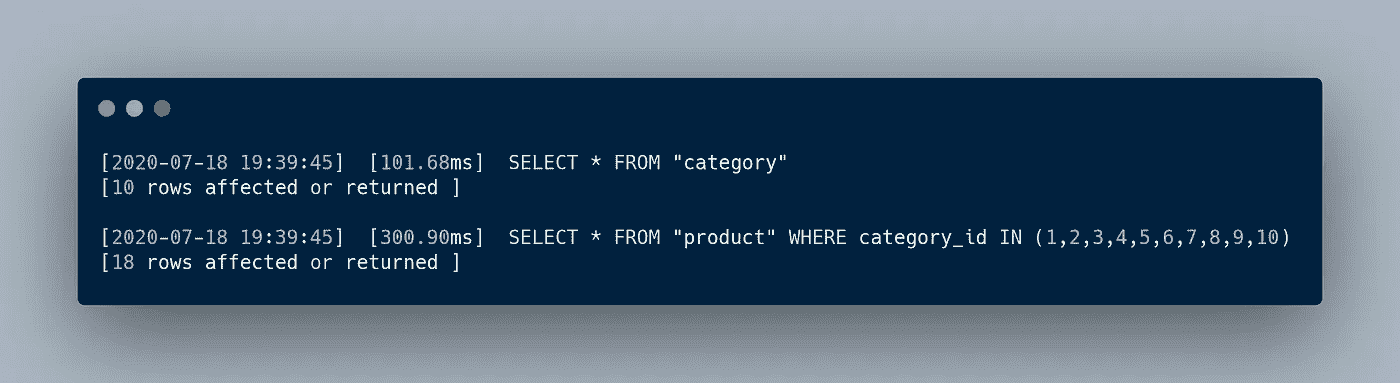 [2020-07-18 19:39:45]  [101.68ms]  SELECT * FROM "category"
[10 rows affected or returned ]
[2020-07-18 19:39:45]  [300.90ms]  SELECT * FROM "product" WHERE category_id IN (1,2,3,4,5,6,7,8,9,10)
[18 rows affected or returned ]